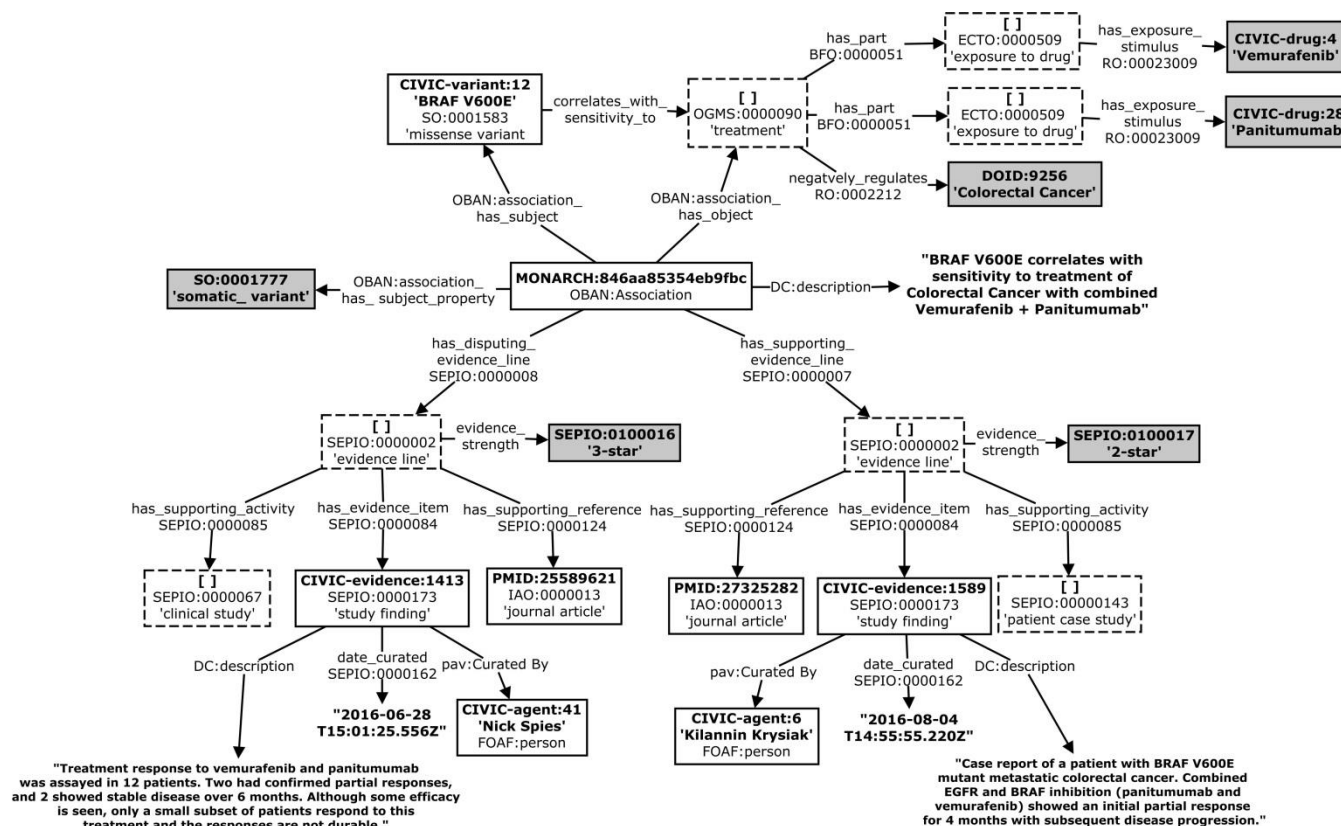 has_part
BFO:0000051
[ ]
ECTO:0000509
'exposure to drug'
has_exposure_
stimulus
RO:00023009
CIVIC-drug:4
'Vemurafenib'
CIVIC-variant:12
'BRAF V600E'
SO:0001583
'missense variant
correlates_with_
sensitivity_to
[ ]
OGMS:0000090
'treatment'
has_part
BFO:0000051
[ ]
ECTO:0000509
'exposure to drug'
has_exposure_
stimulus
RO:00023009
CIVIC-drug:28
'Panitumumab'
negatvely_regulates
RO:0002212
DOID:9256
'Colorectal Cancer'
OBAN:association_
has_subject
OBAN:association_
has_object
SO:0001777
'somatic_ variant'
OBAN:association_
has_ subject_property
MONARCH:846aa85354eb9fbc
OBAN:Association
DC:description
"BRAF V600E correlates with
sensitivity to treatment of
Colorectal Cancer with combined
Vemurafenib + Panitumumab"
has_disputing_
evidence_line
SEPIO:0000008
has_supporting_
evidence_line
SEPIO:0000007
[ ]
SEPIO:0000002
'evidence line'
evidence_
strength
SEPIO:0100016
'3-star'
[ ]
SEPIO:0000002
'evidence line'
evidence_
strength
SEPIO:0100017
'2-star'
has_supporting_activity
SEPIO:0000085
has_evidence_item
SEPIO:0000084
has_supporting_reference
SEPIO:0000124
has_supporting_reference
SEPIO:0000124
has_evidence_item
SEPIO:0000084
has_supporting_activity
SEPIO:0000085
[ ]
SEPIO:0000067
'clinical study'
CIVIC-evidence:1413
SEPIO:0000173
'study finding'
PMID:25589621
IAO:0000013
'journal article'
PMID:27325282
IAO:0000013
'journal article'
CIVIC-evidence:1589
SEPIO:0000173
'study finding'
[ ]
SEPIO:00000143
'patient case study'
DC:description
date_curated
SEPIO:0000162
pav:Curated By
pav:Curated By
date_curated
SEPIO:0000162
DC:description
"2016-06-28
T15:01:25.556Z"
CIVIC-agent:41
'Nick Spies'
FOAF:person
CIVIC-agent:6
'Kilannin Krysiak'
FOAF:person
"2016-08-04
T14:55:55.220Z"
"Treatment response to vemurafenib and panitumumab
was assayed in 12 patients. Two had confirmed partial responses,
and 2 showed stable disease over 6 months. Although some efficacy
is seen, only a small subset of patients respond to this
treatment and the responses are not durable."
"Case report of a patient with BRAF V600E
mutant metastatic colorectal cancer. Combined
EGFR and BRAF inhibition (panitumumab and
vemurafenib) showed an initial partial response
for 4 months with subsequent disease progression."